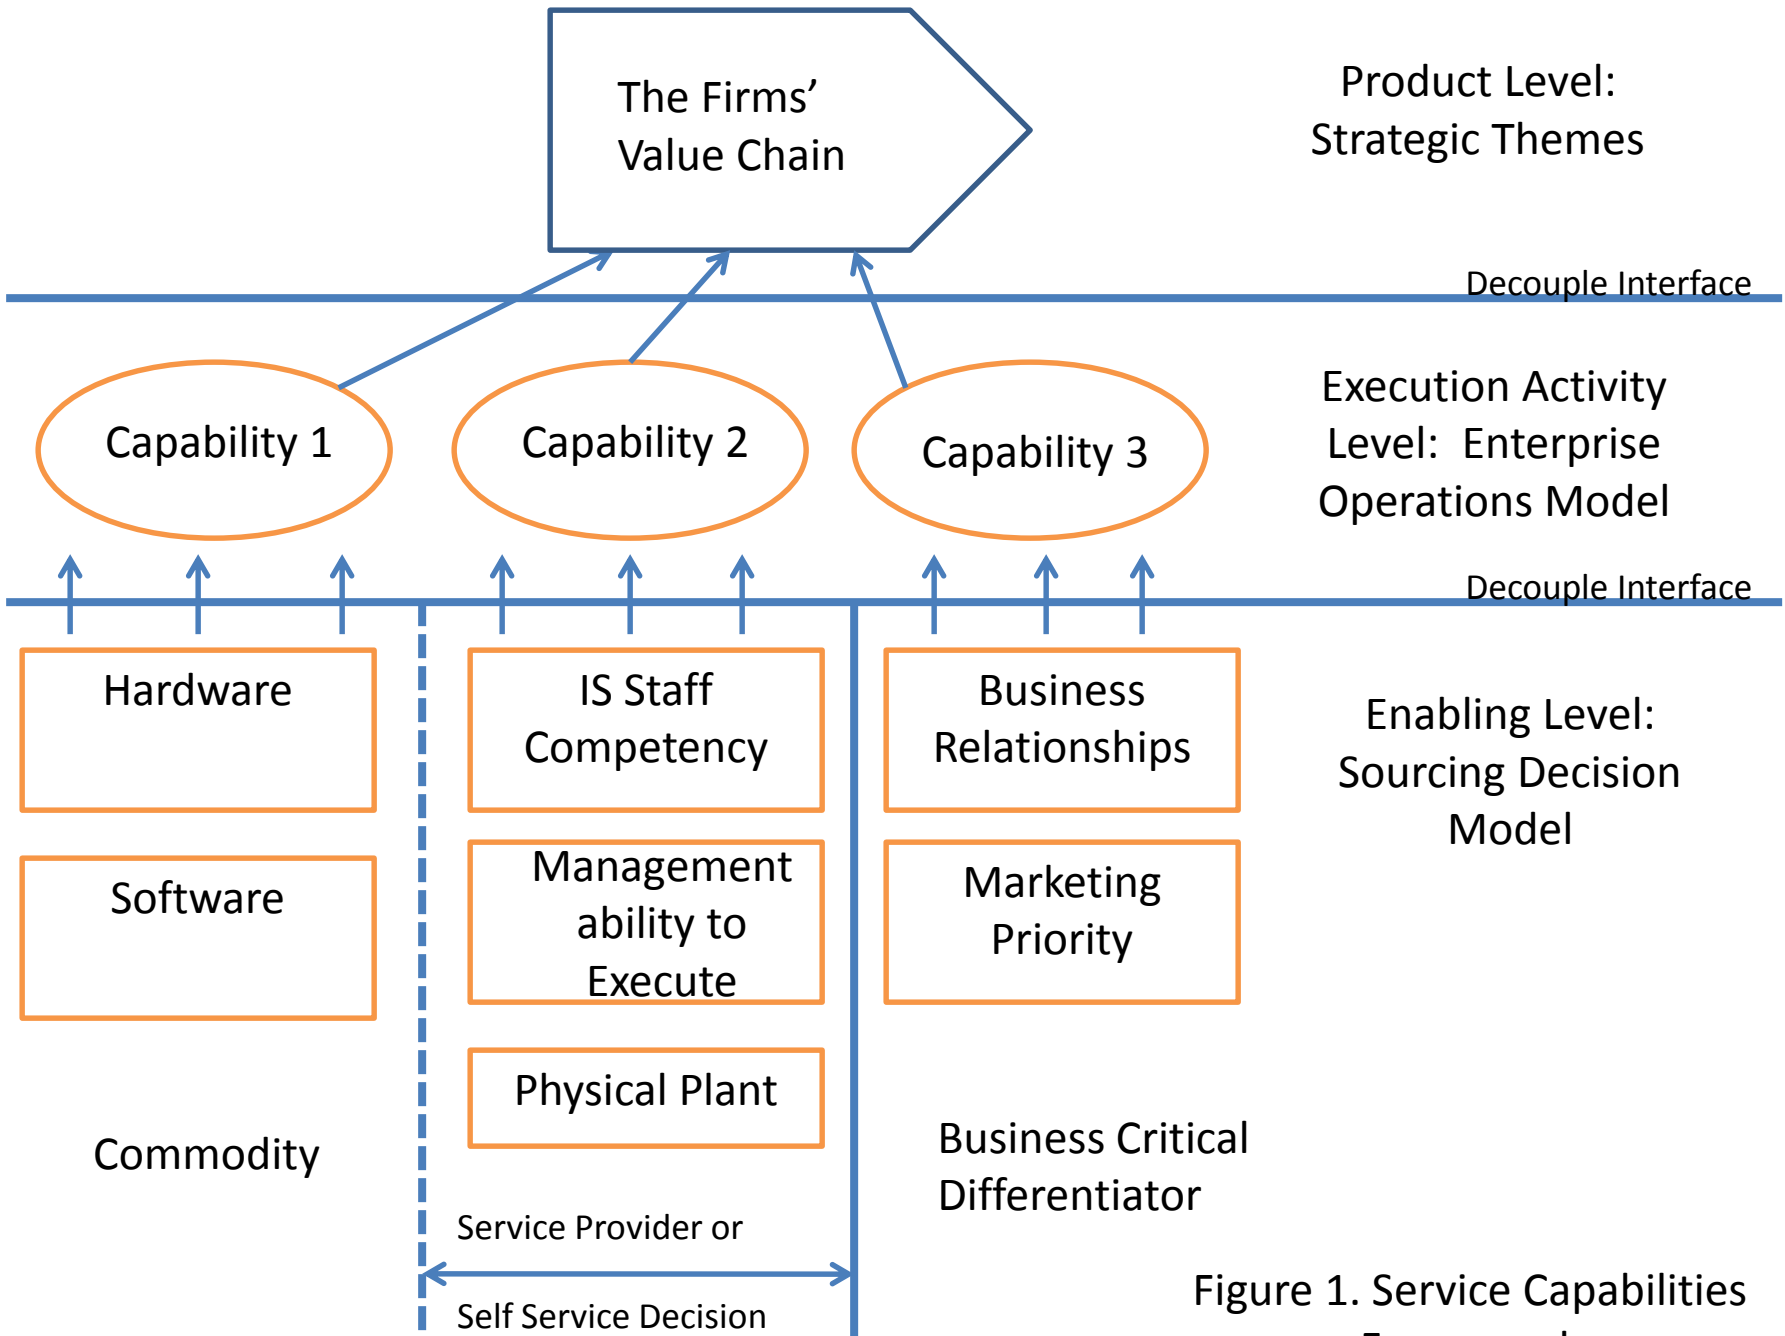 The Firms’
Value Chain
Product Level:
Strategic Themes
Decouple Interface
Capability 1
Capability 2
Capability 3
Execution Activity
Level:  Enterprise
Operations Model
Decouple Interface
Hardware
IS Staff
Competency
Business
Relationships
Enabling Level:
Sourcing Decision
Model
Software
Management
ability to
Execute
Marketing
Priority
Physical Plant
Commodity
Business Critical
Differentiator
Service Provider or
Self Service Decision
Figure 1. Service Capabilities